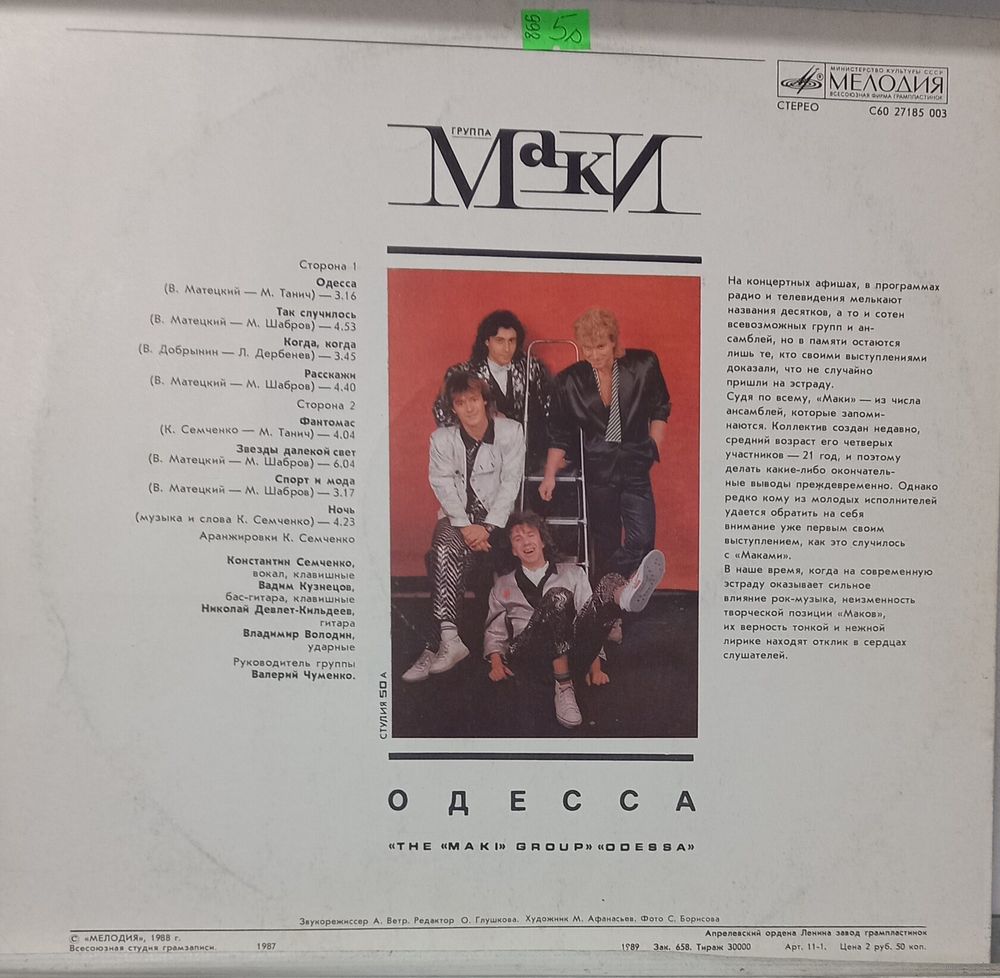 998 50
МИНИСТЕРСТВО КУЛЬТУРЫ СССР
МЕЛОДИЯ
ВСЕСОЮЗНАЯ ФИРМА ГРАМПЛАСТИНОК
СТЕРЕО
С60 27185 003
ГРУППА
Маки
Сторона 1
Одесса
(В. Матецкий — М. Танич) — 3.16
Так случилось
(В. Матецкий — М. Шабров) — 4.53
Когда, когда
(В. Добрынин — Л. Дербенев) — 3.45
Расскажи
(В. Матецкий — М. Шабров) — 4.40
Сторона 2
Фантомас
(К. Семченко — М. Танич) — 4.04
Звезды далекой свет
(В. Матецкий — М. Шабров) — 6.04
Спорт и мода
(В. Матецкий — М. Шабров) — 3.17
Ночь
(музыка и слова К. Семченко) — 4.23
Аранжировки К. Семченко
Константин Семченко,
вокал, клавишные
Вадим Кузнецов,
бас-гитара, клавишные
Николай Девлет-Кильдеев,
гитара
Владимир Володин,
ударные
Руководитель группы
Валерий Чуменко.
СТУДИЯ 50 А
На концертных афишах, в программах
радио и телевидения мелькают
названия десятков, а то и сотен
всевозможных групп и ан-
самблей, но в памяти остаются
лишь те, кто своими выступлениями
доказали, что не случайно
пришли на эстраду.
Судя по всему, «Маки» — из числа
ансамблей, которые запоми-
наются. Коллектив создан недавно,
средний возраст его четверых
участников — 21 год, и поэтому
делать какие-либо окончатель-
ные выводы преждевременно. Однако
редко кому из молодых исполнителей
удается обратить на себя
внимание уже первым своим
выступлением, как это случилось
с «Маками».
В наше время, когда на современную
эстраду оказывает сильное
влияние рок-музыка, неизменность
творческой позиции «Маков»,
их верность тонкой и нежной
лирике находят отклик в сердцах
слушателей.
ОДЕССА
«THE «MAKI» GROUP» «ODESSA»
Звукорежиссер А. Ветр. Редактор О. Глушкова. Художник М. Афанасьев. Фото С. Борисова
© «МЕЛОДИЯ», 1988 г.
Всесоюзная студия грамзаписи. 1987
Апрелевский ордена Ленина завод грампластинок
1989 Зак. 658. Тираж 30000 Арт. 11-1. Цена 2 руб. 50 коп.